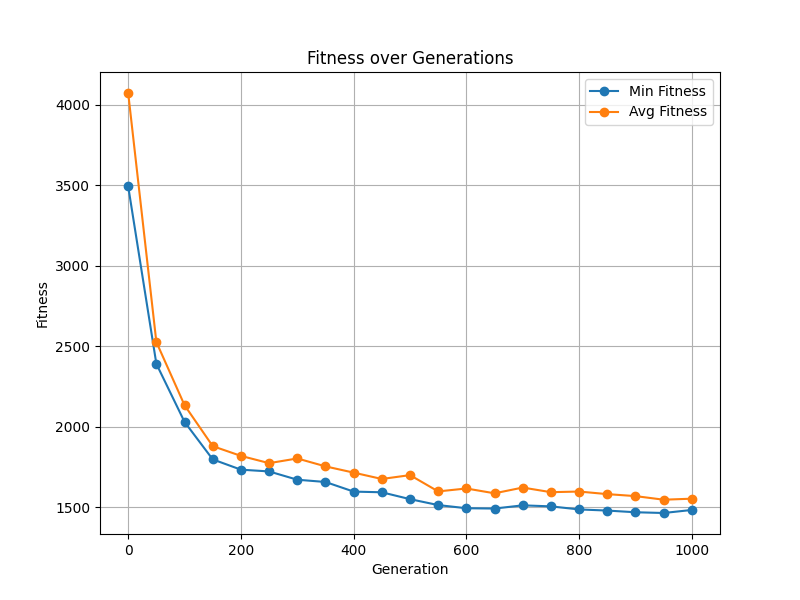 Fitness over Generations
Min Fitness
Avg Fitness
4000
3500
3000
2500
2000
1500
Fitness
0 200 400 600 800 1000
Generation